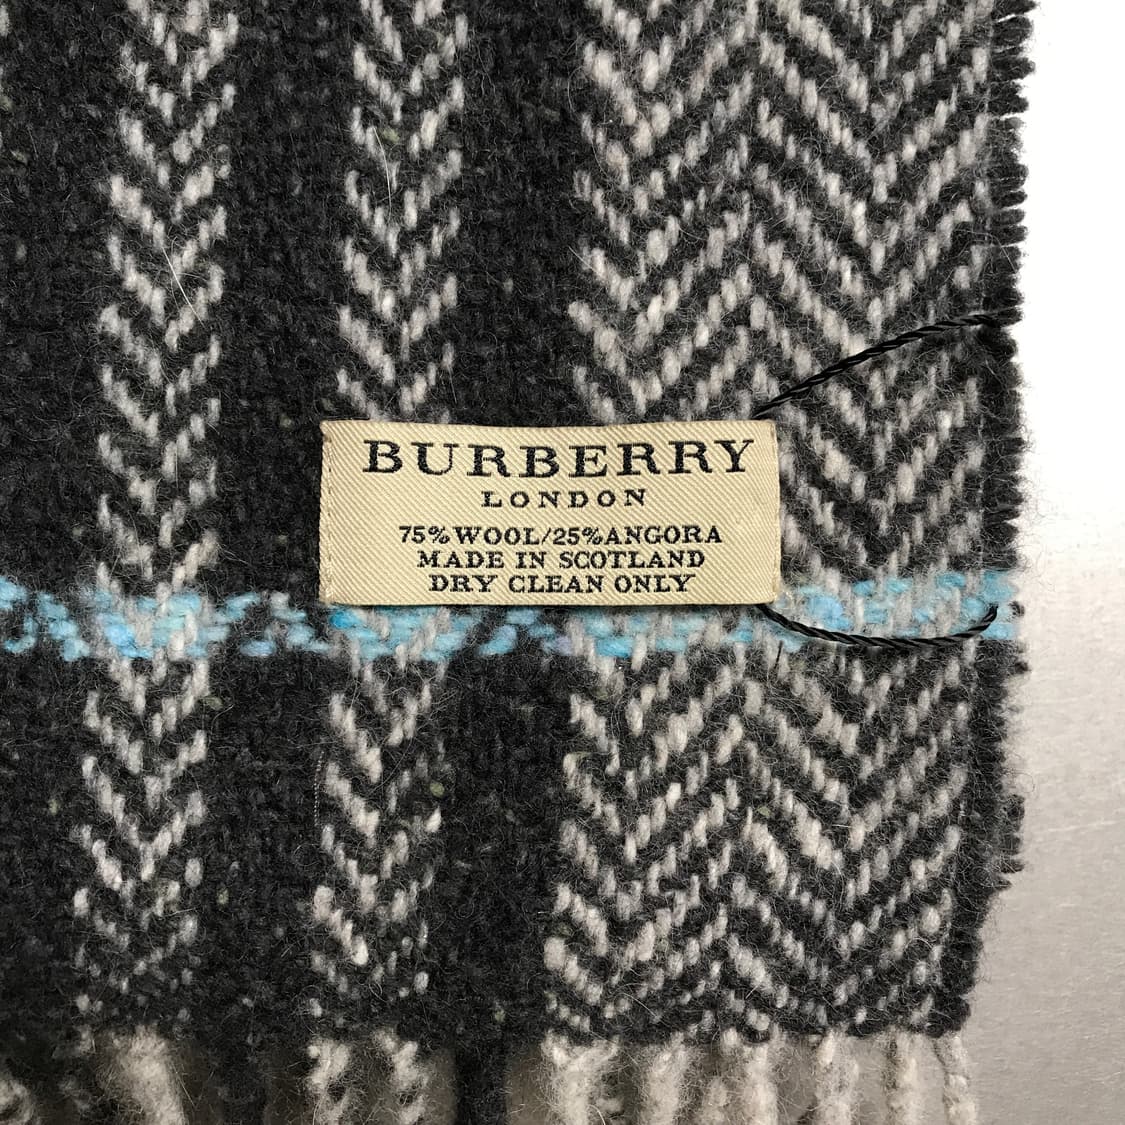 BURBERRY
LONDON
75%WOOL/25%ANGORA
MADE IN SCOTLAND
DRY CLEAN ONLY